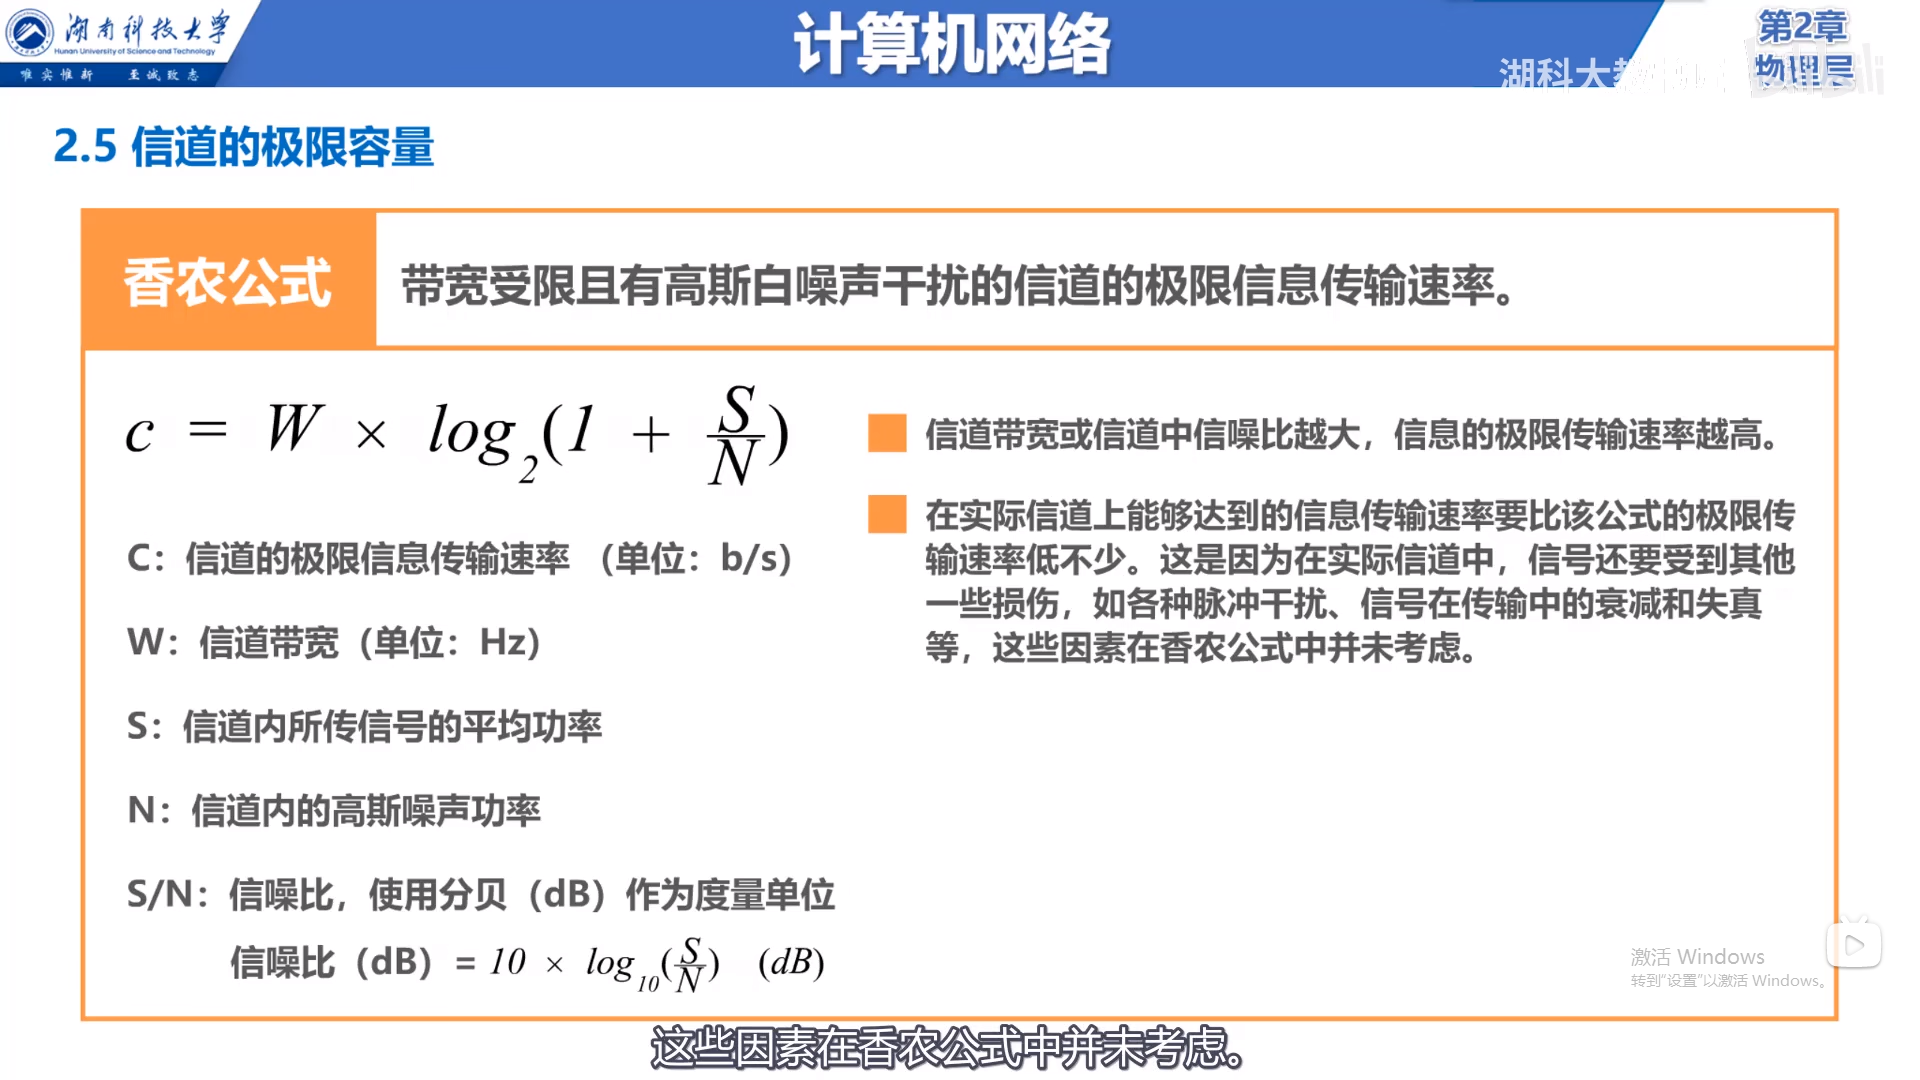 湖南科技大学
Hunan University of Science and Technology
唯实惟新 至诚致志
计算机网络
第2章
物理层
湖科大教
2.5 信道的极限容量
香农公式
带宽受限且有高斯白噪声干扰的信道的极限信息传输速率。
c = W × log₂(1 + S/N)
C：信道的极限信息传输速率 （单位：b/s）
W：信道带宽（单位：Hz）
S：信道内所传信号的平均功率
N：信道内的高斯噪声功率
S/N：信噪比，使用分贝（dB）作为度量单位
信噪比（dB）= 10 × log₁₀(S/N) (dB)
信道带宽或信道中信噪比越大，信息的极限传输速率越高。
在实际信道上能够达到的信息传输速率要比该公式的极限传
输速率低不少。这是因为在实际信道中，信号还要受到其他
一些损伤，如各种脉冲干扰、信号在传输中的衰减和失真
等，这些因素在香农公式中并未考虑。
激活 Windows
转到“设置”以激活 Windows。
这些因素在香农公式中并未考虑。